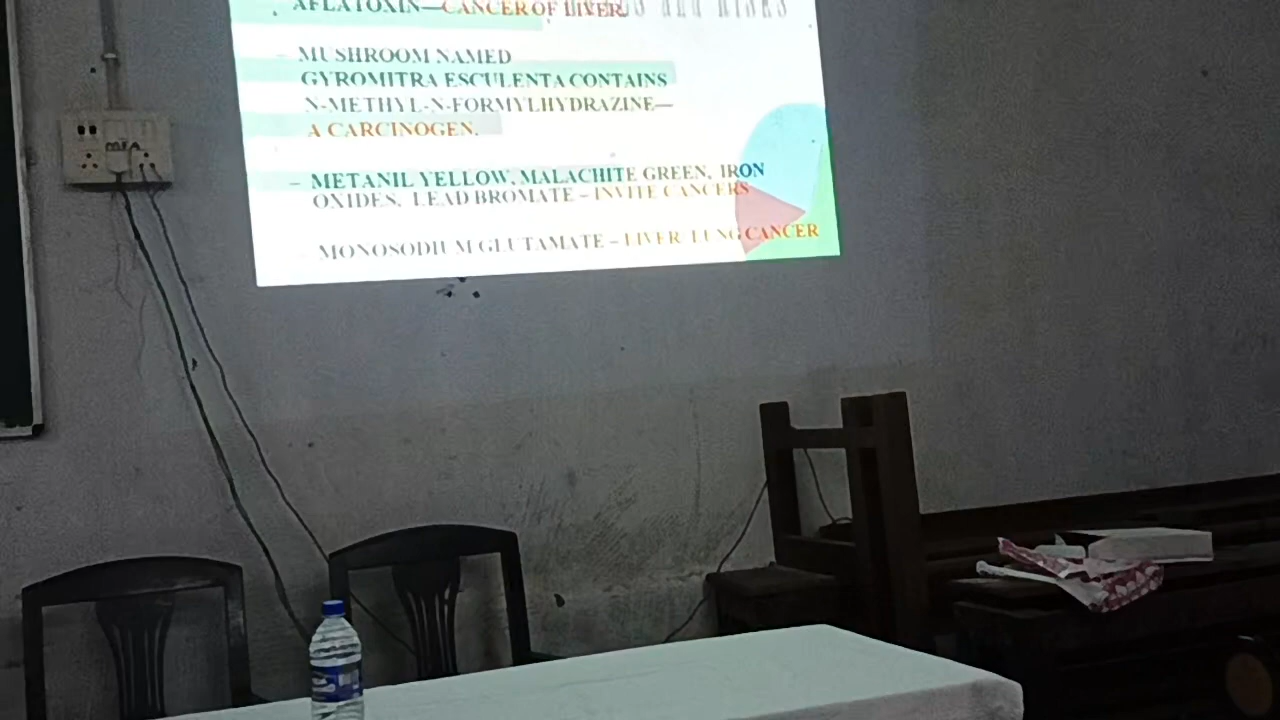 AFLATOXIN—CANCER OF LIVER.
– MUSHROOM NAMED
GYROMITRA ESCULENTA CONTAINS
N-METHYL-N-FORMYLHYDRAZINE—
A CARCINOGEN.
– METANIL YELLOW, MALACHITE GREEN, IRON
OXIDES, LEAD BROMATE – INVITE CANCERS
MONOSODIUM GLUTAMATE – LIVER LUNG CANCER